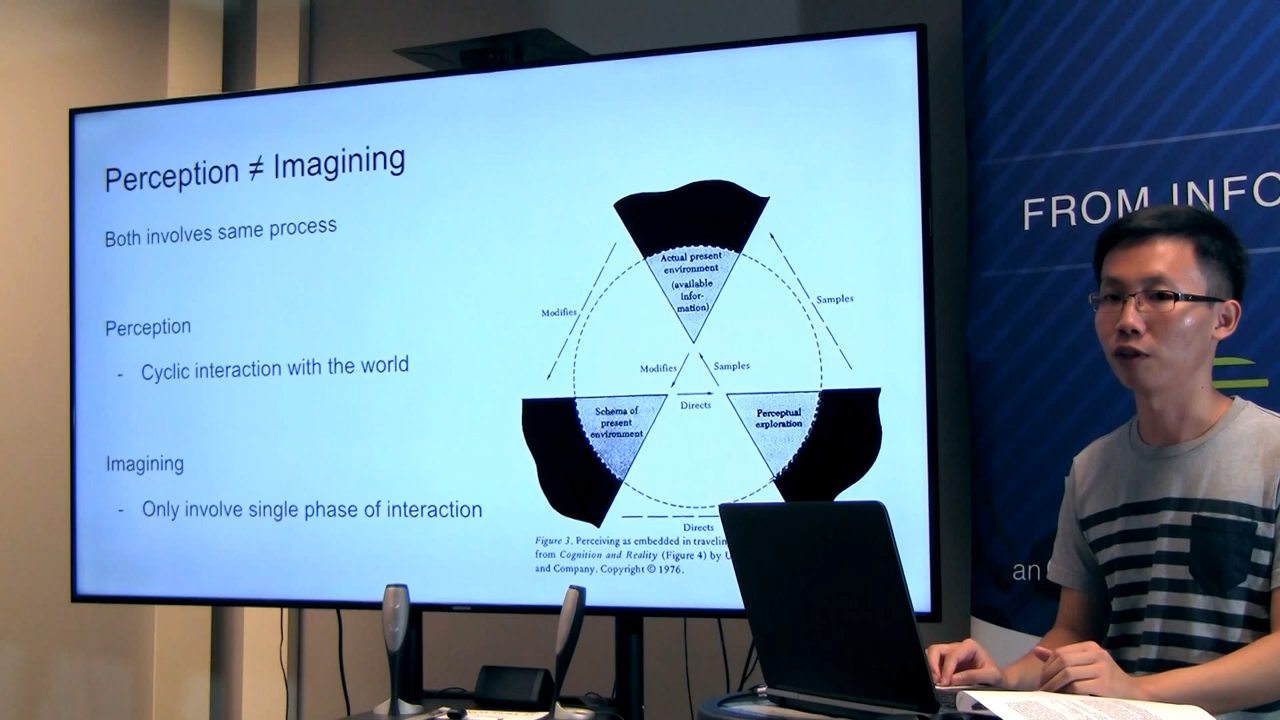 Perception ≠ Imagining
Both involves same process
Perception
- Cyclic interaction with the world
Imagining
- Only involve single phase of interaction
Actual present
environment
(available
infor-
mation)
Modifies
Samples
Modifies
Samples
Directs
Schema of
present
environment
Perceptual
exploration
Directs
Figure 3. Perceiving as embedded in
from Cognition and Reality (Figure 4) by
and Company. Copyright © 1976.
FROM INFO
an